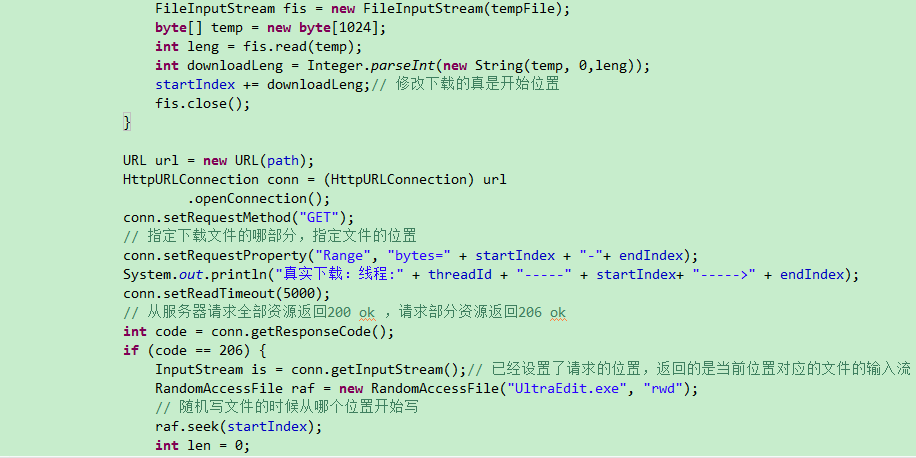 FileInputStream fis = new FileInputStream(tempFile);
byte[] temp = new byte[1024];
int leng = fis.read(temp);
int downloadLeng = Integer.parseInt(new String(temp, 0,leng));
startIndex += downloadLeng;// 修改下载的真是开始位置
fis.close();
}
URL url = new URL(path);
HttpURLConnection conn = (HttpURLConnection) url
.openConnection();
conn.setRequestMethod("GET");
// 指定下载文件的哪部分，指定文件的位置
conn.setRequestProperty("Range", "bytes=" + startIndex + "-"+ endIndex);
System.out.println("真实下载：线程:" + threadId + "-----" + startIndex+ "----->" + endIndex);
conn.setReadTimeout(5000);
// 从服务器请求全部资源返回200 ok ，请求部分资源返回206 ok
int code = conn.getResponseCode();
if (code == 206) {
InputStream is = conn.getInputStream();// 已经设置了请求的位置，返回的是当前位置对应的文件的输入流
RandomAccessFile raf = new RandomAccessFile("UltraEdit.exe", "rwd");
// 随机写文件的时候从哪个位置开始写
raf.seek(startIndex);
int len = 0;